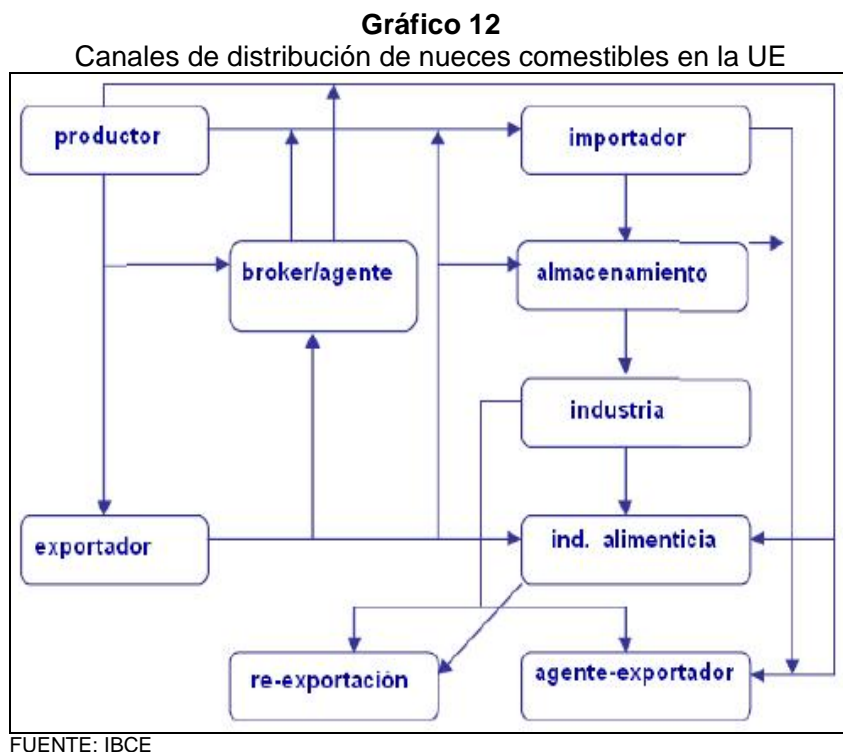 Gráfico 12
Canales de distribución de nueces comestibles en la UE
productor
importador
broker/agente
almacenamiento
industria
exportador
ind. alimenticia
re-exportación
agente-exportador
FUENTE: IBCE